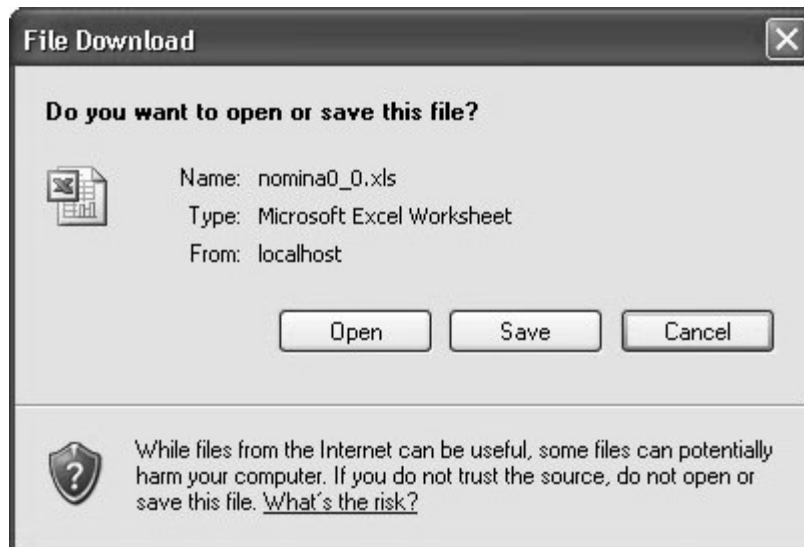 File Download
Do you want to open or save this file?
Name: nomina0_0.xls
Type: Microsoft Excel Worksheet
From: localhost
Open Save Cancel
While files from the Internet can be useful, some files can potentially
harm your computer. If you do not trust the source, do not open or
save this file. What's the risk?